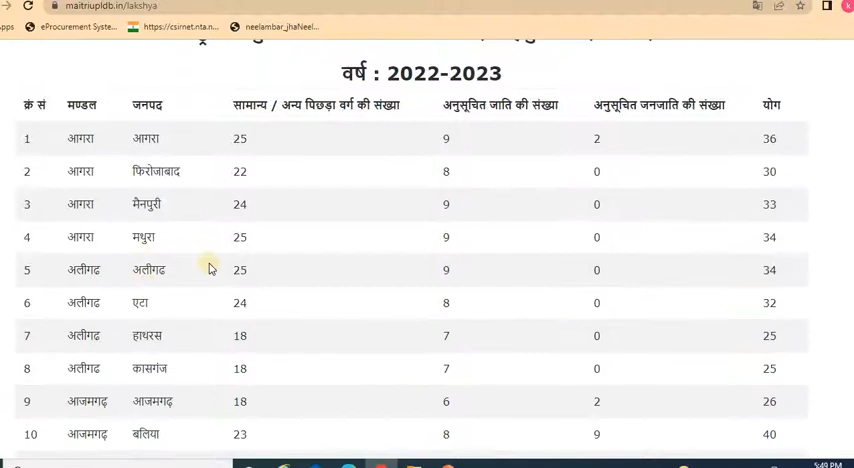 maitriupldb.in/lakshya
Apps eProcurement Syste... https://csirnet.nta.n... neelambar_jhaNeel...
वर्ष : 2022-2023
क्रं सं मण्डल जनपद सामान्य / अन्य पिछड़ा वर्ग की संख्या अनुसूचित जाति की संख्या अनुसूचित जनजाति की संख्या योग
1 आगरा आगरा 25 9 2 36
2 आगरा फिरोजाबाद 22 8 0 30
3 आगरा मैनपुरी 24 9 0 33
4 आगरा मथुरा 25 9 0 34
5 अलीगढ अलीगढ 25 9 0 34
6 अलीगढ एटा 24 8 0 32
7 अलीगढ हाथरस 18 7 0 25
8 अलीगढ कासगंज 18 7 0 25
9 आजमगढ़ आजमगढ़ 18 6 2 26
10 आजमगढ़ बलिया 23 8 9 40
5:49 PM